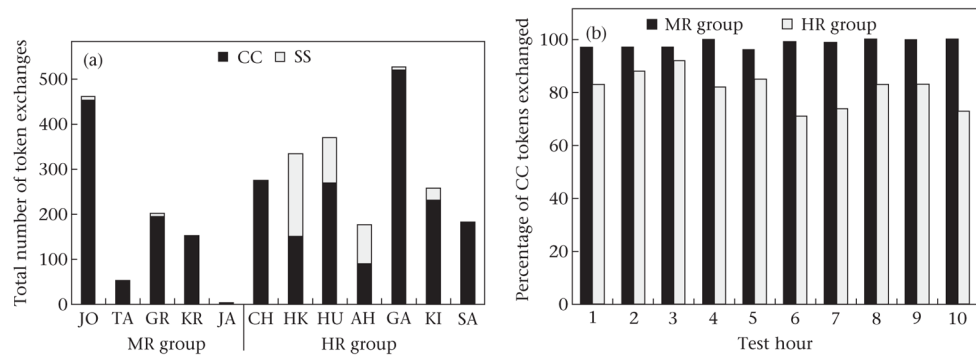 (a)
CC SS
Total number of token exchanges
500
400
300
200
100
0
JO TA GR KR JA CH HK HU AH GA KI SA
MR group HR group
(b)
MR group HR group
Percentage of CC tokens exchanged
100
80
60
40
20
0
1 2 3 4 5 6 7 8 9 10
Test hour